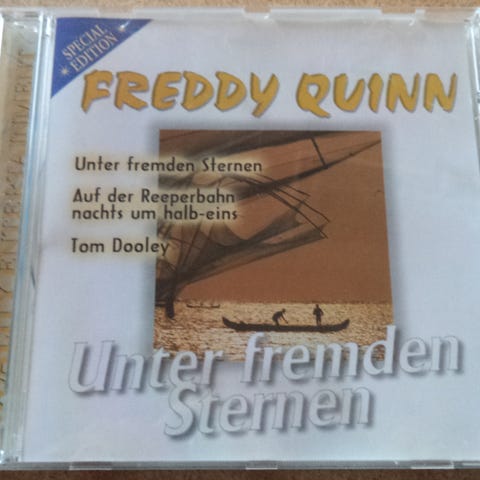 SPECIAL
EDITION
FREDDY QUINN
Unter fremden Sternen
Auf der Reeperbahn
nachts um halb-eins
Tom Dooley
Unter fremden
Sternen